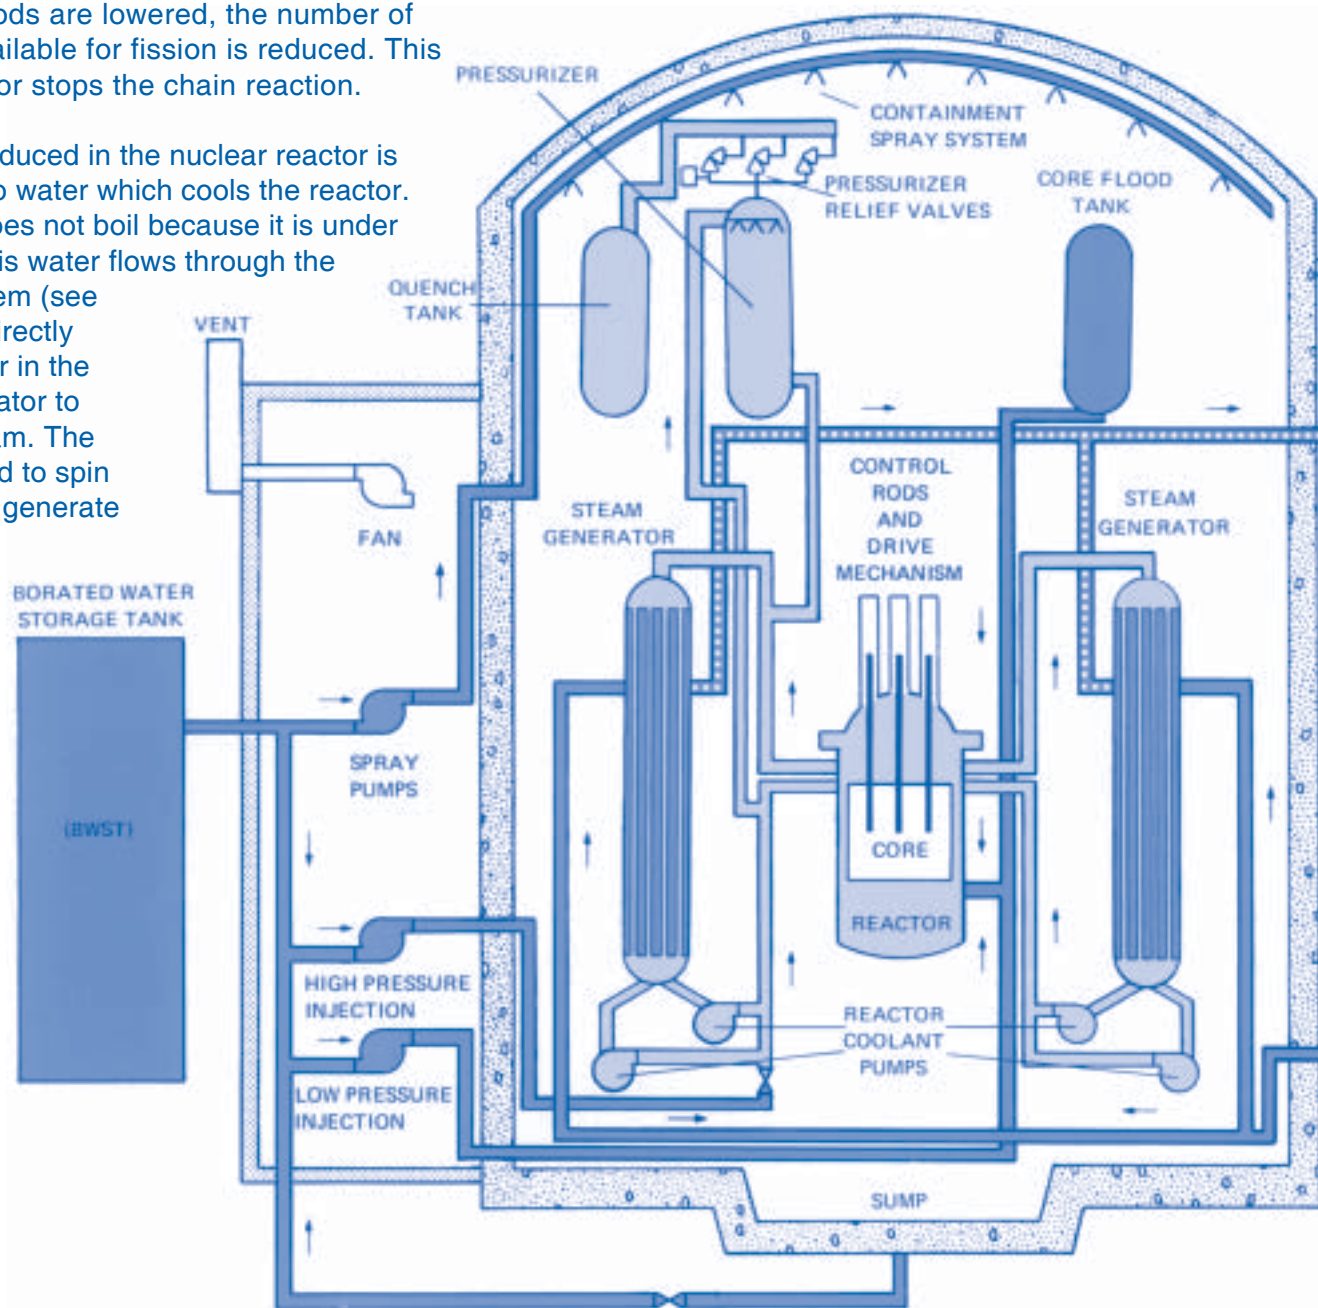 ods are lowered, the number of
ailable for fission is reduced. This
or stops the chain reaction.
duced in the nuclear reactor is
o water which cools the reactor.
oes not boil because it is under
is water flows through the
em (see
irectly
r in the
ator to
am. The
d to spin
generate
PRESSURIZER
CONTAINMENT
SPRAY SYSTEM
PRESSURIZER
RELIEF VALVES
CORE FLOOD
TANK
QUENCH
TANK
VENT
FAN
STEAM
GENERATOR
CONTROL
RODS
AND
DRIVE
MECHANISM
STEAM
GENERATOR
BORATED WATER
STORAGE TANK
(BWST)
SPRAY
PUMPS
CORE
REACTOR
HIGH PRESSURE
INJECTION
LOW PRESSURE
INJECTION
REACTOR
COOLANT
PUMPS
SUMP